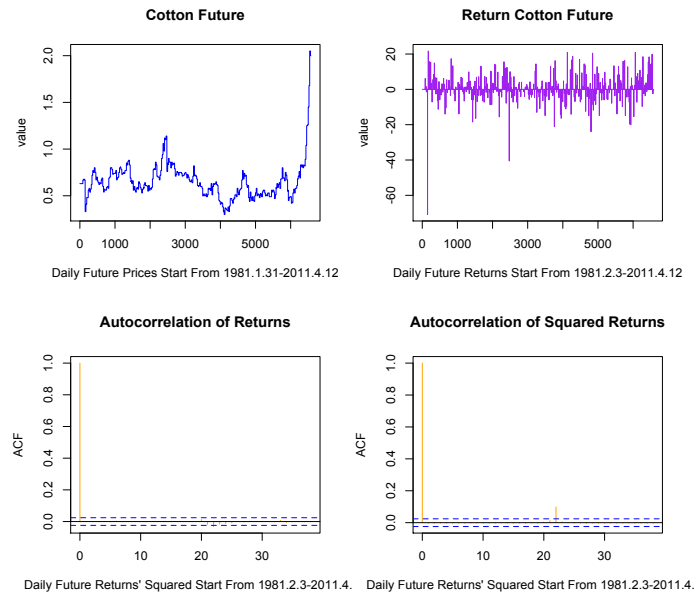 Cotton Future
value
0.5 1.0 1.5 2.0
0 1000 3000 5000
Daily Future Prices Start From 1981.1.31-2011.4.12
Return Cotton Future
value
-60 -40 -20 0 20
0 1000 3000 5000
Daily Future Returns Start From 1981.2.3-2011.4.12
Autocorrelation of Returns
ACF
0.0 0.2 0.4 0.6 0.8 1.0
0 10 20 30
Daily Future Returns' Squared Start From 1981.2.3-2011.4.
Autocorrelation of Squared Returns
ACF
0.0 0.2 0.4 0.6 0.8 1.0
0 10 20 30
Daily Future Returns' Squared Start From 1981.2.3-2011.4.